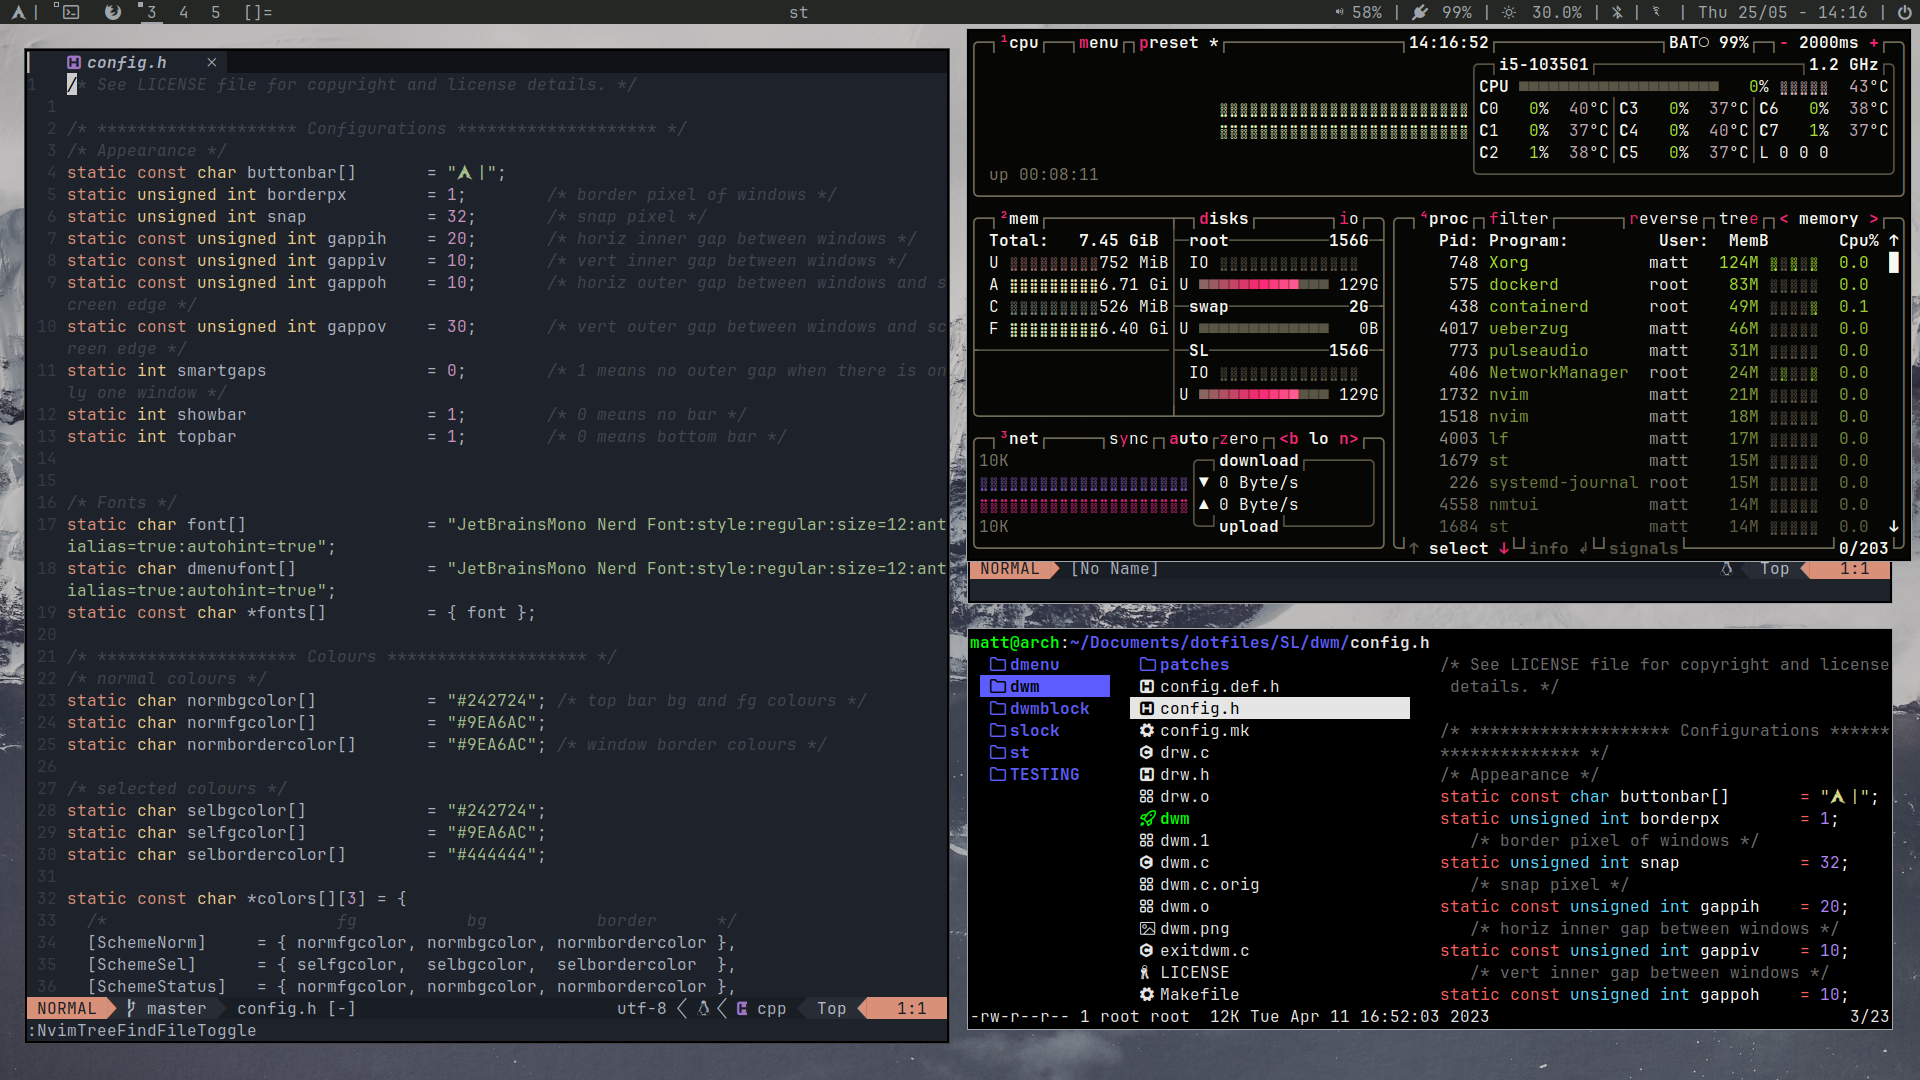 | 3 4 5 []= st 58% | 99% | 30.0% | | | Thu 25/05 - 14:16 |
config.h ×
1 /* See LICENSE file for copyright and license details. */
1
2 /* ******************** Configurations ******************** */
3 /* Appearance */
4 static const char buttonbar[] = " |";
5 static unsigned int borderpx = 1; /* border pixel of windows */
6 static unsigned int snap = 32; /* snap pixel */
7 static const unsigned int gappih = 20; /* horiz inner gap between windows */
8 static const unsigned int gappiv = 10; /* vert inner gap between windows */
9 static const unsigned int gappoh = 10; /* horiz outer gap between windows and s
creen edge */
10 static const unsigned int gappov = 30; /* vert outer gap between windows and sc
reen edge */
11 static int smartgaps = 0; /* 1 means no outer gap when there is on
ly one window */
12 static int showbar = 1; /* 0 means no bar */
13 static int topbar = 1; /* 0 means bottom bar */
14
15
16 /* Fonts */
17 static char font[] = "JetBrainsMono Nerd Font:style:regular:size=12:ant
ialias=true:autohint=true";
18 static char dmenufont[] = "JetBrainsMono Nerd Font:style:regular:size=12:ant
ialias=true:autohint=true";
19 static const char *fonts[] = { font };
20
21 /* ******************** Colours ******************** */
22 /* normal colours */
23 static char normbgcolor[] = "#242724"; /* top bar bg and fg colours */
24 static char normfgcolor[] = "#9EA6AC";
25 static char normbordercolor[] = "#9EA6AC"; /* window border colours */
26
27 /* selected colours */
28 static char selbgcolor[] = "#242724";
29 static char selfgcolor[] = "#9EA6AC";
30 static char selbordercolor[] = "#444444";
31
32 static const char *colors[][3] = {
33 /* fg bg border */
34 [SchemeNorm] = { normfgcolor, normbgcolor, normbordercolor },
35 [SchemeSel] = { selfgcolor, selbgcolor, selbordercolor },
36 [SchemeStatus] = { normfgcolor, normbgcolor, normbordercolor },
NORMAL master config.h [-] utf-8 cpp Top 1:1
:NvimTreeFindFileToggle
1cpu menu preset * 14:16:52 BAT 99% - 2000ms +
i5-1035G1 1.2 GHz
CPU 0% 43°C
C0 0% 40°C C3 0% 37°C C6 0% 38°C
C1 0% 37°C C4 0% 40°C C7 1% 37°C
C2 1% 38°C C5 0% 37°C L 0 0 0
up 00:08:11
2mem disks io
Total: 7.45 GiB root 156G
U 752 MiB IO
A 6.71 Gi U 129G
C 526 MiB swap 2G
F 6.40 Gi U 0B
SL 156G
IO
U 129G
3net sync auto zero <b lo n>
10K download
▼ 0 Byte/s
▲ 0 Byte/s
10K upload
4proc filter reverse tree < memory >
Pid: Program: User: MemB Cpu% ↑
748 Xorg matt 124M 0.0
575 dockerd root 83M 0.0
438 containerd root 49M 0.1
4017 ueberzug matt 46M 0.0
773 pulseaudio matt 31M 0.0
406 NetworkManager root 24M 0.0
1732 nvim matt 21M 0.0
1518 nvim matt 18M 0.0
4003 lf matt 17M 0.0
1679 st matt 15M 0.0
226 systemd-journal root 15M 0.0
4558 nmtui matt 14M 0.0
1684 st matt 14M 0.0 ↓
↑ select ↓ info ↲ signals 0/203
NORMAL [No Name] Top 1:1
matt@arch:~/Documents/dotfiles/SL/dwm/config.h
dmenu
dwm
dwmblock
slock
st
TESTING
patches
config.def.h
config.h
config.mk
drw.c
drw.h
drw.o
dwm
dwm.1
dwm.c
dwm.c.orig
dwm.o
dwm.png
exitdwm.c
LICENSE
Makefile
/* See LICENSE file for copyright and license
details. */
/* ******************** Configurations ******
************** */
/* Appearance */
static const char buttonbar[] = " |";
static unsigned int borderpx = 1;
/* border pixel of windows */
static unsigned int snap = 32;
/* snap pixel */
static const unsigned int gappih = 20;
/* horiz inner gap between windows */
static const unsigned int gappiv = 10;
/* vert inner gap between windows */
static const unsigned int gappoh = 10;
-rw-r--r-- 1 root root 12K Tue Apr 11 16:52:03 2023 3/23